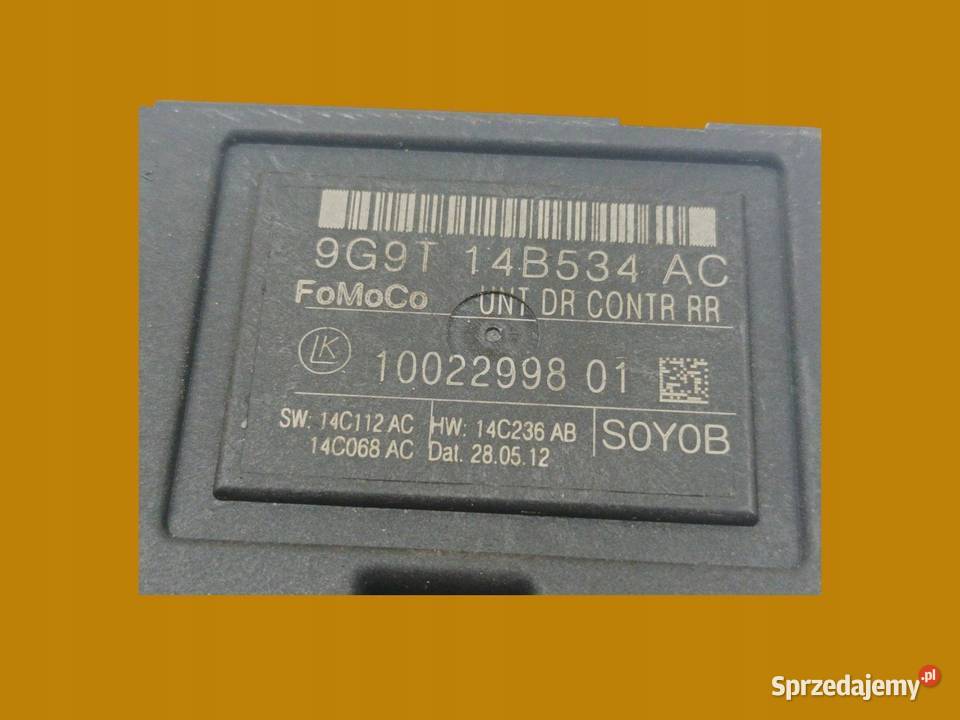 9G9T 14B534 AC
FoMoCo UNT DR CONTR RR
LK 10022998 01
SW: 14C112 AC HW: 14C236 AB S0Y0B
14C068 AC Dat. 28.05.12
Sprzedajemy.pl